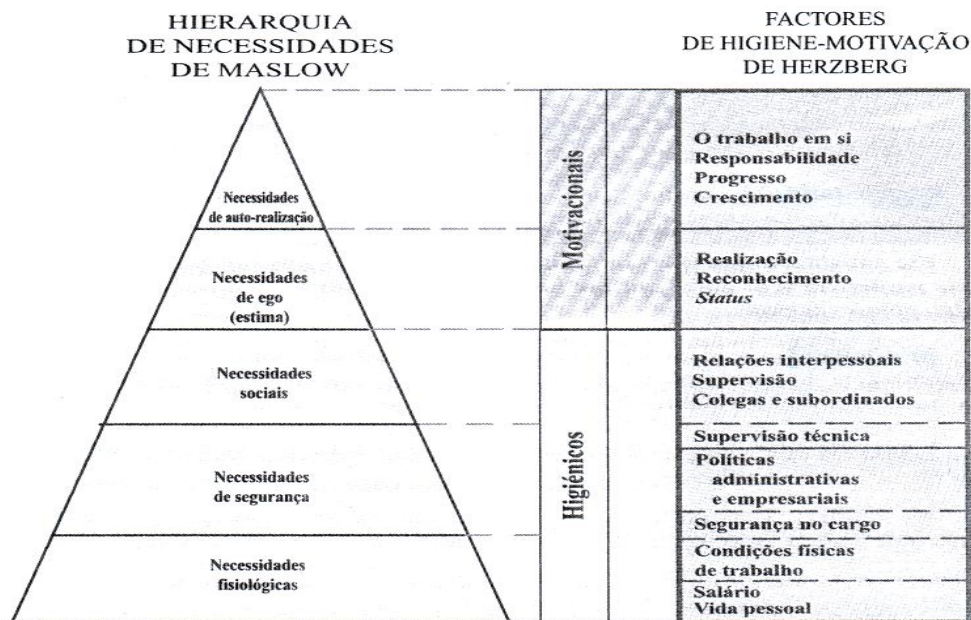 HIERARQUIA
DE NECESSIDADES
DE MASLOW
Necessidades
de auto-realização
Necessidades
de ego
(estima)
Necessidades
sociais
Necessidades
de segurança
Necessidades
fisiológicas
Motivacionais
Higiénicos
FACTORES
DE HIGIENE-MOTIVAÇÃO
DE HERZBERG
O trabalho em si
Responsabilidade
Progresso
Crescimento
Realização
Reconhecimento
Status
Relações interpessoais
Supervisão
Colegas e subordinados
Supervisão técnica
Políticas
administrativas
e empresariais
Segurança no cargo
Condições físicas
de trabalho
Salário
Vida pessoal